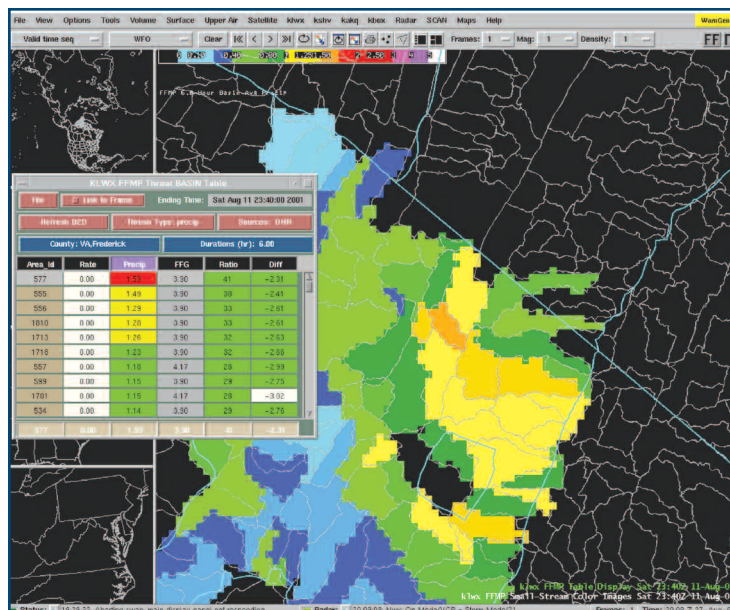 File View Options Tools Volume Surface Upper Air Satellite klwx kshv kakq kbox Radar SCAN Maps Help
Valid time seq WFO Clear Frames: 1 Mag: 1 Density: 1 FF
KLWX FFMP Threat BASIN Table
File Link to Frame Ending Time: Sat Aug 11 23:40:00 2001
Refresh D2D Threat Type: precip Sources: DHR
County: VA,Frederick Durations (hr): 6.00
Area_Id Rate Precip FFG Ratio Diff
577 0.00 1.59 3.90 41 -2.31
555 0.00 1.49 3.90 38 -2.41
556 0.00 1.29 3.90 33 -2.61
1010 0.00 1.28 3.90 33 -2.61
1713 0.00 1.26 3.90 32 -2.63
1718 0.00 1.23 3.90 32 -2.66
557 0.00 1.18 4.17 28 -2.99
599 0.00 1.15 3.90 29 -2.75
1701 0.00 1.15 4.17 28 -3.02
534 0.00 1.14 3.90 29 -2.76
577 0.00 1.59 3.90 41 -2.31
klwx FFMP Table Display Sat 23:40Z 11-Aug-0
klwx FFMP Small-Stream Color Images Sat 23:40Z 11-Aug-0